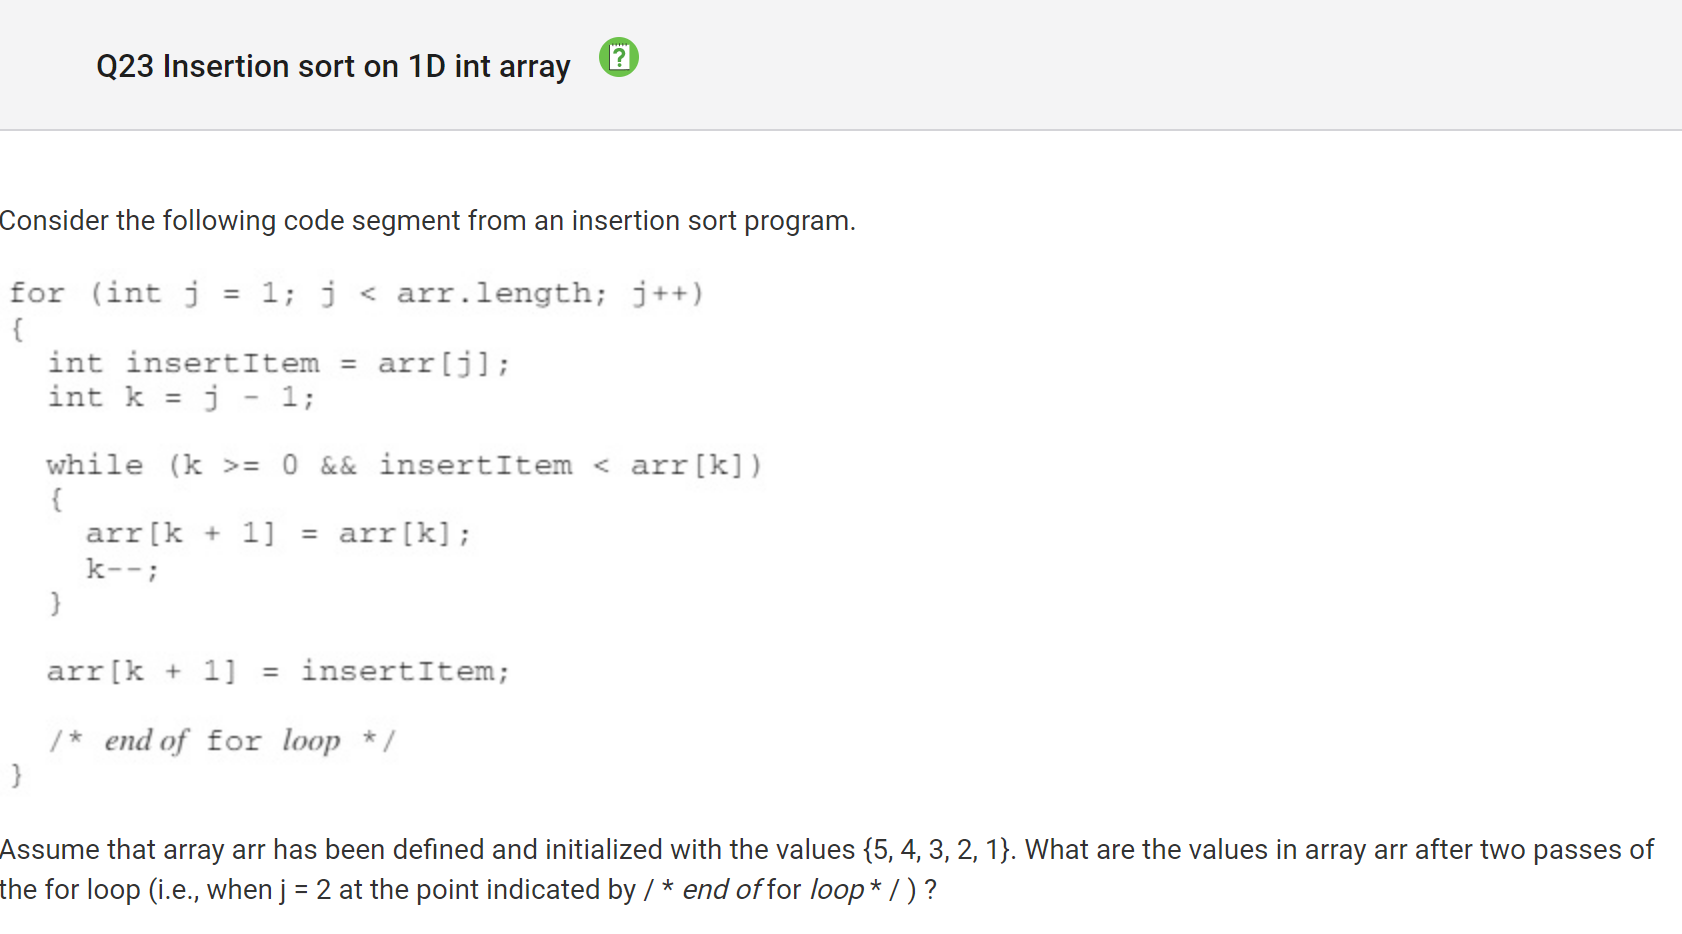 Q23 Insertion sort on 1D int array
Consider the following code segment from an insertion sort program.
for (int j = 1; j < arr.length; j++)
{
int insertItem = arr[j];
int k = j - 1;
while (k >= 0 && insertItem < arr[k])
{
arr[k + 1] = arr[k];
k--;
}
arr[k + 1] = insertItem;
/* end of for loop */
}
Assume that array arr has been defined and initialized with the values {5, 4, 3, 2, 1}. What are the values in array arr after two passes of
the for loop (i.e., when j = 2 at the point indicated by / * end of for loop * / ) ?